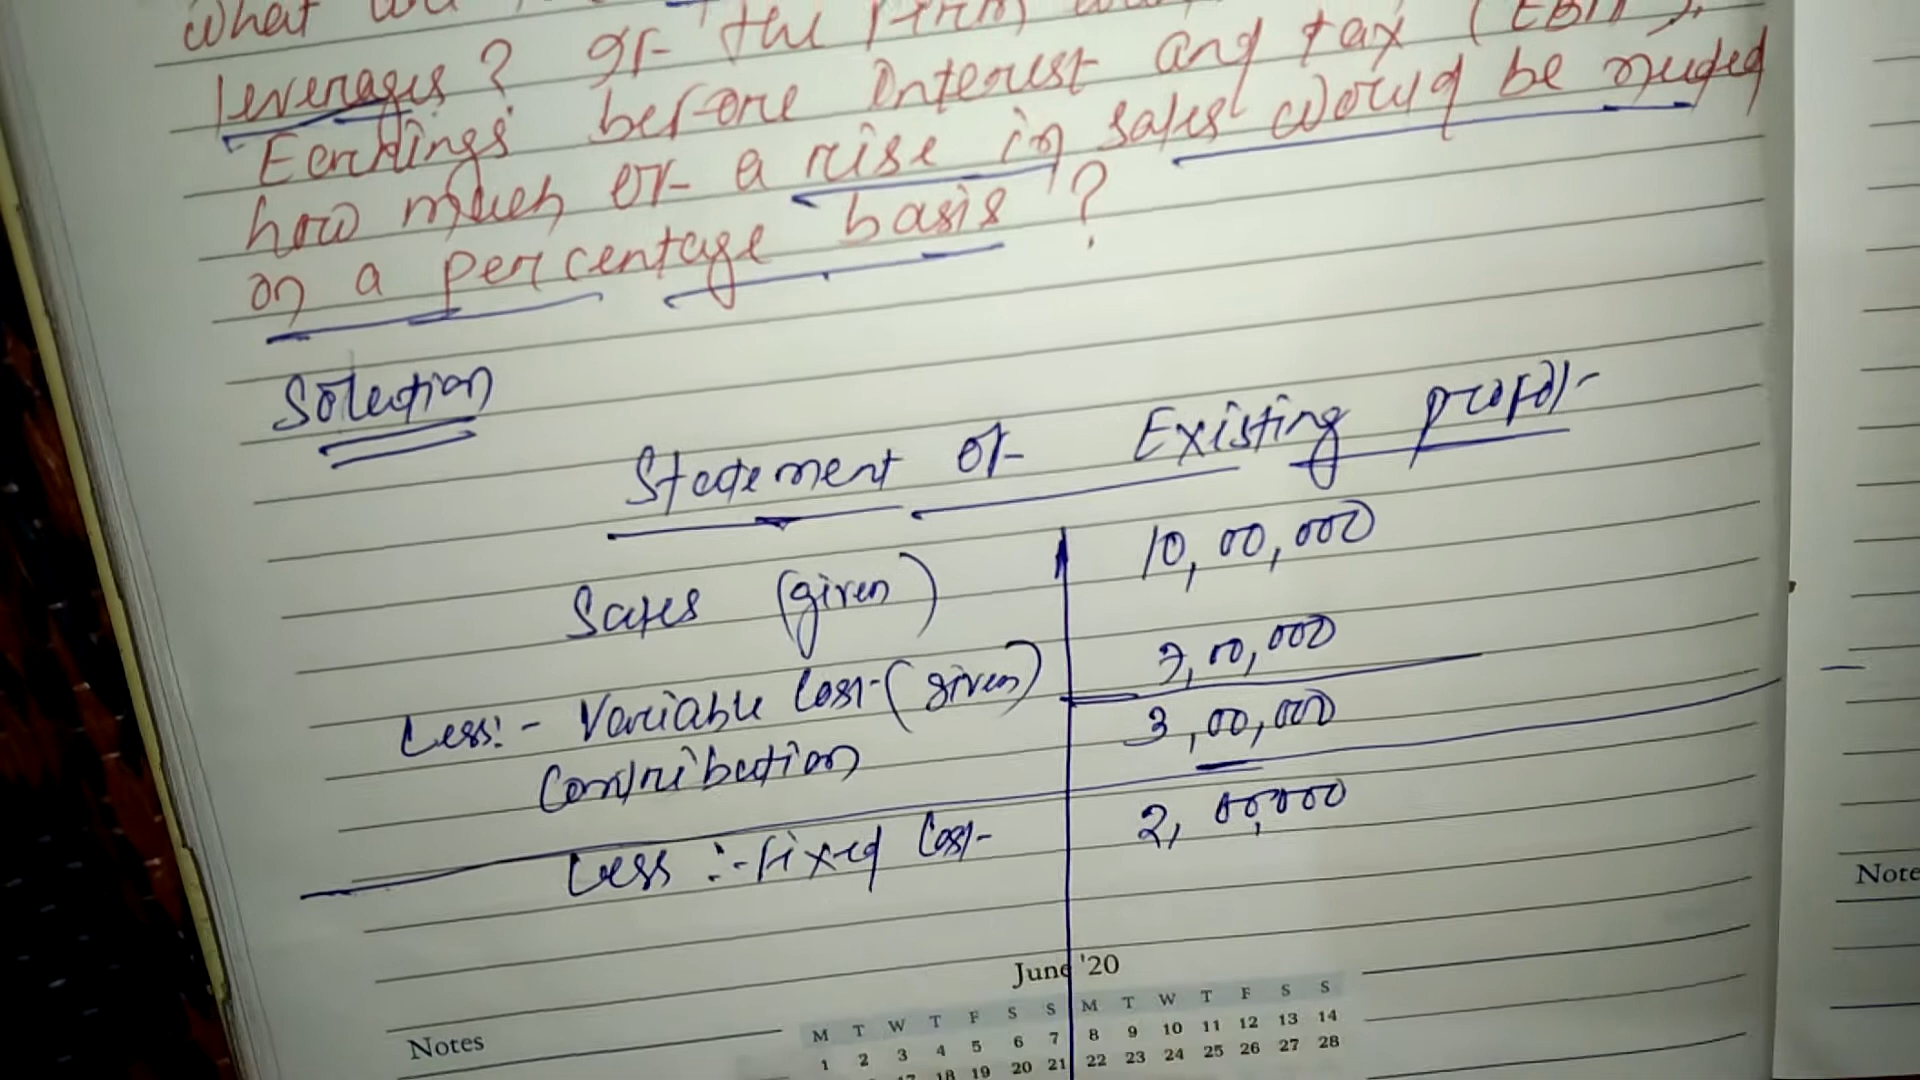 What
leverages? If the firm
Earnings before Interest and tax (EBIT),
how much of a rise in sales would be needed
on a percentage basis?
Solution
Statement of Existing profit
Sales (given) 10,00,000
Less:- Variable Cost (given) 7,00,000
Contribution 3,00,000
Less:- Fixed Cost 2,00,000
June '20
Notes
Note
M T W T F S S M T W T F S S
1 2 3 4 5 6 7 8 9 10 11 12 13 14
17 18 19 20 21 22 23 24 25 26 27 28